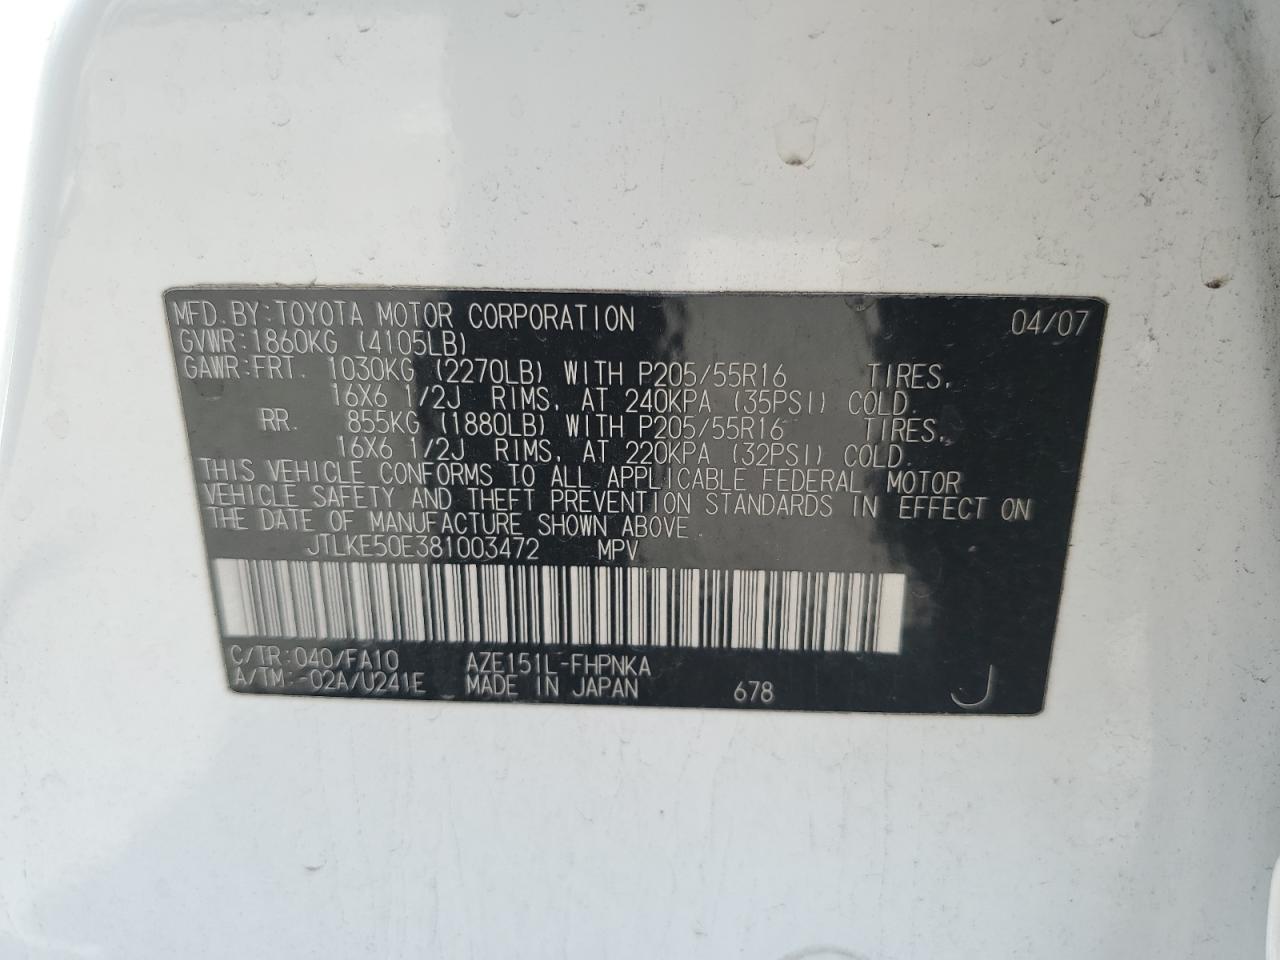 MFD. BY: TOYOTA MOTOR CORPORATION 04/07
GVWR: 1860KG (4105LB)
GAWR: FRT. 1030KG (2270LB) WITH P205/55R16 TIRES,
16X6 1/2J RIMS, AT 240KPA (35PSI) COLD.
RR. 855KG (1880LB) WITH P205/55R16 TIRES,
16X6 1/2J RIMS, AT 220KPA (32PSI) COLD.
THIS VEHICLE CONFORMS TO ALL APPLICABLE FEDERAL MOTOR
VEHICLE SAFETY AND THEFT PREVENTION STANDARDS IN EFFECT ON
THE DATE OF MANUFACTURE SHOWN ABOVE.
JTLKE50E381003472 MPV
C/TR: 040/FA10 AZE151L-FHPNKA
A/TM: -02A/U241E MADE IN JAPAN 678 J